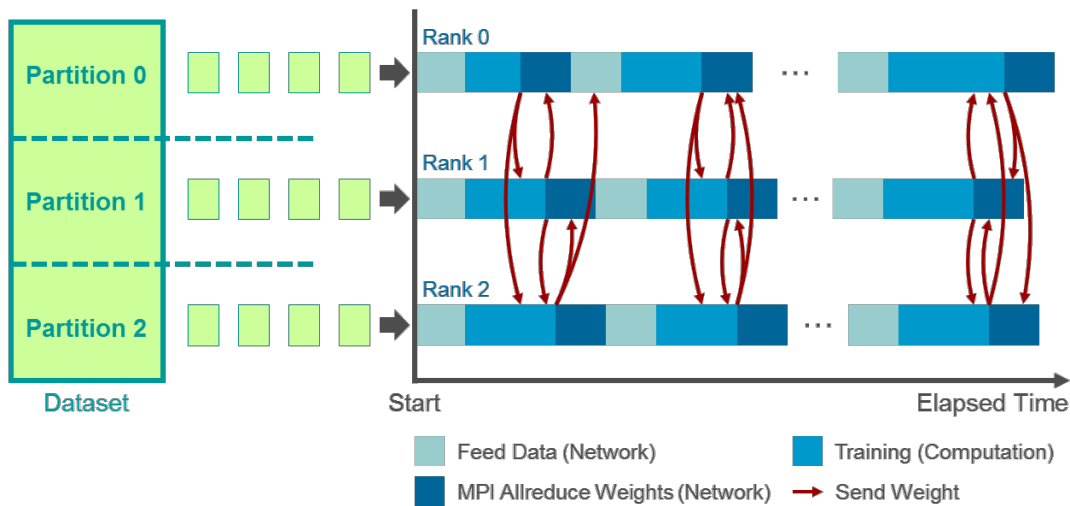 Partition 0
Partition 1
Partition 2
Dataset
Rank 0
...
Rank 1
...
Rank 2
...
Start
Elapsed Time
Feed Data (Network)
Training (Computation)
MPI Allreduce Weights (Network)
Send Weight